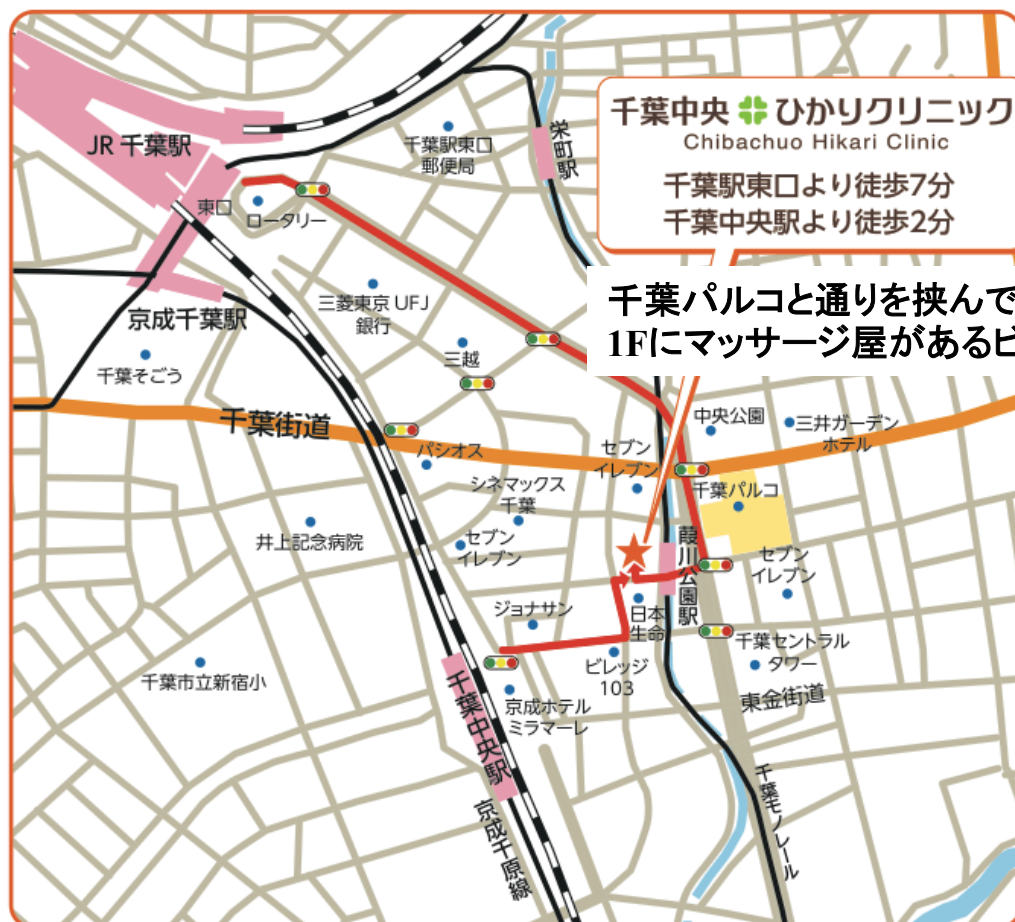 千葉中央 ひかりクリニック
Chibachuo Hikari Clinic
千葉駅東口より徒歩7分
千葉中央駅より徒歩2分
千葉パルコと通りを挟んで
1Fにマッサージ屋があるビ
JR 千葉駅
千葉駅東口
郵便局
栄町駅
東口
ロータリー
三菱東京 UFJ
銀行
京成千葉駅
千葉そごう
三越
千葉街道
パシオス
中央公園
三井ガーデン
ホテル
セブン
イレブン
シネマックス
千葉
千葉パルコ
井上記念病院
セブン
イレブン
葭川公園駅
セブン
イレブン
ジョナサン
日本
生命
千葉セントラル
タワー
ビレッジ
103
千葉市立新宿小
京成ホテル
ミラマーレ
東金街道
千葉中央駅
京成千原線
千葉モノレール